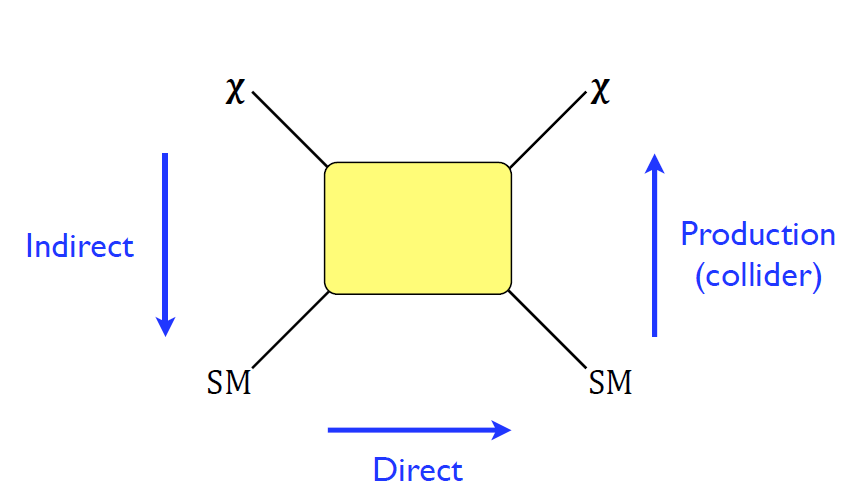 χ χ
Indirect
Production
(collider)
SM SM
Direct